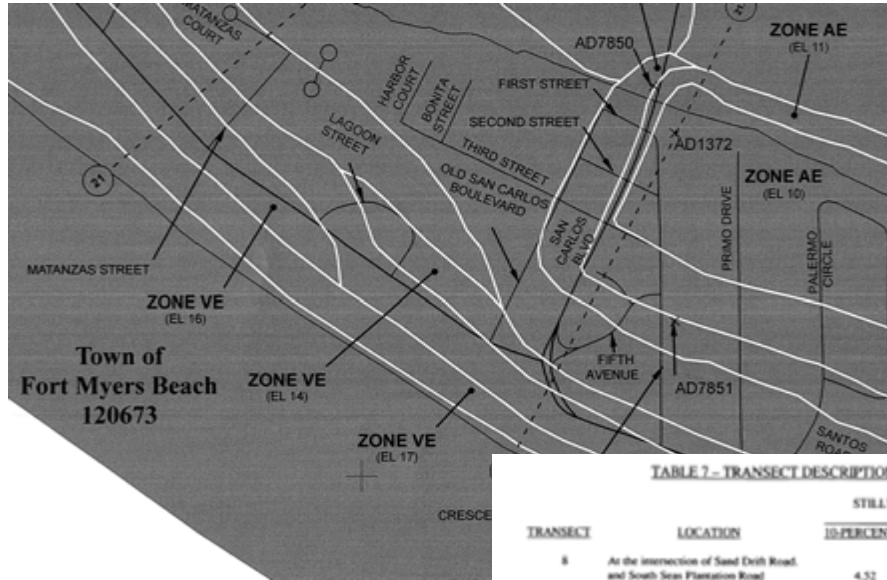 MATANZAS
COURT
AD7850
ZONE AE
(EL 11)
HARBOR
COURT
BONITA
STREET
FIRST STREET
LAGOON
STREET
SECOND STREET
AD1372
THIRD STREET
OLD SAN CARLOS
BOULEVARD
ZONE AE
(EL 10)
21
SAN
CARLOS
BLVD
PRIMO DRIVE
PALERMO
CIRCLE
MATANZAS STREET
ZONE VE
(EL 16)
Town of
Fort Myers Beach
120673
ZONE VE
(EL 14)
FIFTH
AVENUE
AD7851
ZONE VE
(EL 17)
SANTOS
CRESCE
TABLE 7 – TRANSECT DESCRIPTION
STILL
TRANSECT LOCATION 10-PERCEN
8 At the intersection of Sand Drift Road.
and South Seas Plantation Road 4.52